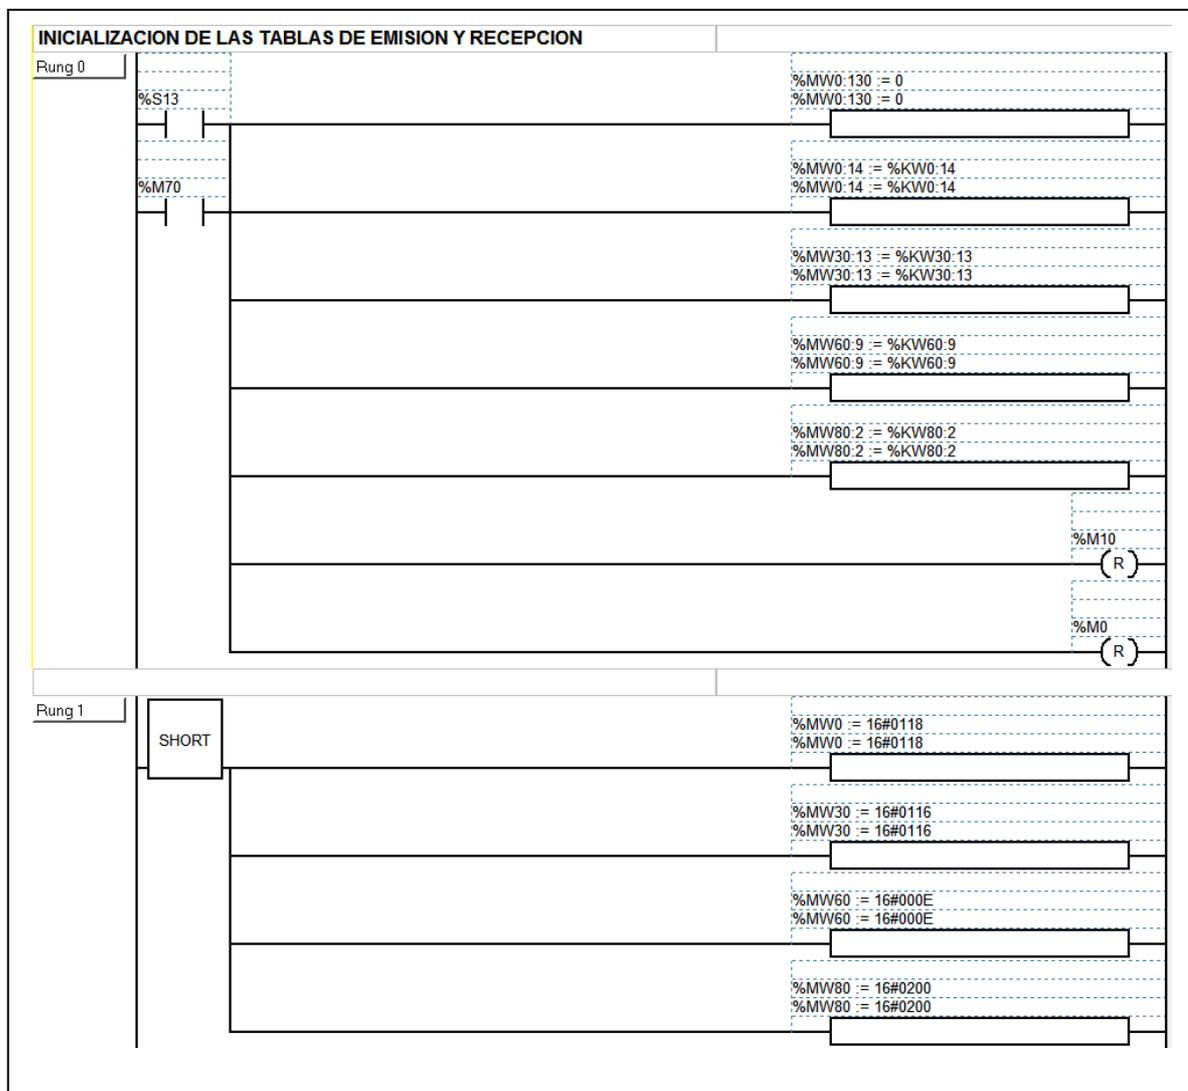 INICIALIZACION DE LAS TABLAS DE EMISION Y RECEPCION
Rung 0
%S13
%MW0:130 := 0
%MW0:130 := 0
%M70
%MW0:14 := %KW0:14
%MW0:14 := %KW0:14
%MW30:13 := %KW30:13
%MW30:13 := %KW30:13
%MW60:9 := %KW60:9
%MW60:9 := %KW60:9
%MW80:2 := %KW80:2
%MW80:2 := %KW80:2
%M10
R
%M0
R
Rung 1
SHORT
%MW0 := 16#0118
%MW0 := 16#0118
%MW30 := 16#0116
%MW30 := 16#0116
%MW60 := 16#000E
%MW60 := 16#000E
%MW80 := 16#0200
%MW80 := 16#0200